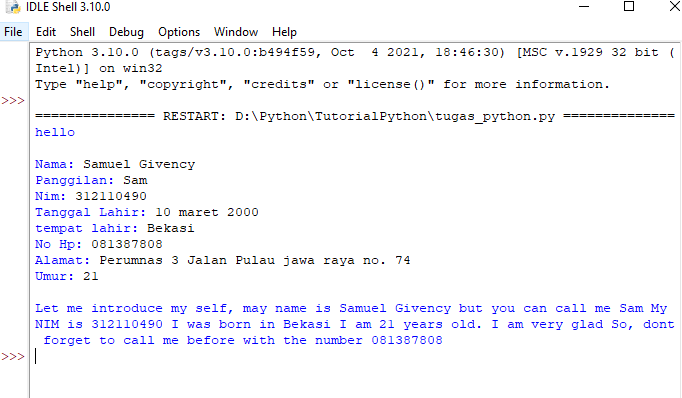 IDLE Shell 3.10.0
File Edit Shell Debug Options Window Help
Python 3.10.0 (tags/v3.10.0:b494f59, Oct  4 2021, 18:46:30) [MSC v.1929 32 bit (
Intel)] on win32
Type "help", "copyright", "credits" or "license()" for more information.
>>>
=============== RESTART: D:\Python\TutorialPython\tugas_python.py ==============
hello
Nama: Samuel Givency
Panggilan: Sam
Nim: 312110490
Tanggal Lahir: 10 maret 2000
tempat lahir: Bekasi
No Hp: 081387808
Alamat: Perumnas 3 Jalan Pulau jawa raya no. 74
Umur: 21
Let me introduce my self, may name is Samuel Givency but you can call me Sam My
NIM is 312110490 I was born in Bekasi I am 21 years old. I am very glad So, dont
forget to call me before with the number 081387808
>>>